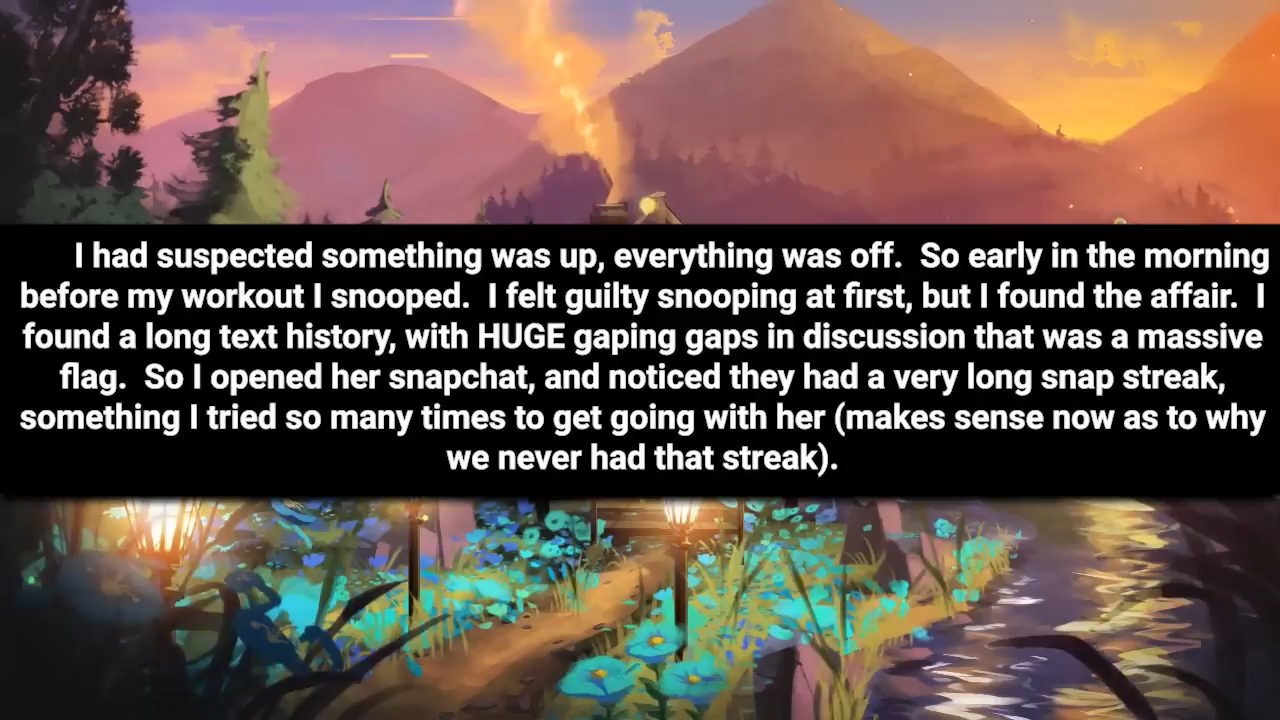 I had suspected something was up, everything was off.  So early in the morning
before my workout I snooped.  I felt guilty snooping at first, but I found the affair.  I
found a long text history, with HUGE gaping gaps in discussion that was a massive
flag.  So I opened her snapchat, and noticed they had a very long snap streak,
something I tried so many times to get going with her (makes sense now as to why
we never had that streak).